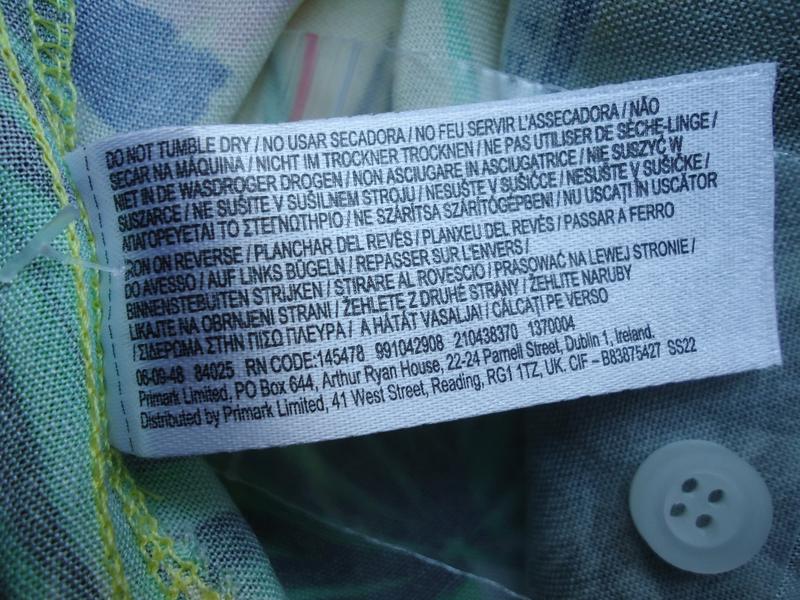 DO NOT TUMBLE DRY / NO USAR SECADORA / NO FEU SERVIR L'ASSECADORA / NÃO
SECAR NA MÁQUINA / NICHT IM TROCKNER TROCKNEN / NE PAS UTILISER DE SÈCHE-LINGE /
NIET IN DE WASDROGER DROGEN / NON ASCIUGARE IN ASCIUGATRICE / NIE SUSZYĆ W
SUSZARCE / NE SUŠITE V SUŠILNEM STROJU / NESUŠTE V SUŠIČCE / NESUŠTE V SUŠIČKE /
ΑΠΑΓΟΡΕΥΕΤΑΙ ΤΟ ΣΤΕΓΝΩΤΗΡΙΟ / NE SZÁRÍTSA SZÁRÍTÓGÉPBEN / NU USCAȚI ÎN USCĂTOR
IRON ON REVERSE / PLANCHAR DEL REVÉS / PLANXEU DEL REVÉS / PASSAR A FERRO
DO AVESSO / AUF LINKS BÜGELN / REPASSER SUR L'ENVERS /
BINNENSTEBUITEN STRIJKEN / STIRARE AL ROVESCIO / PRASOWAĆ NA LEWEJ STRONIE /
LIKAJTE NA OBRNJENI STRANI / ŽEHLETE Z DRUHÉ STRANY / ŽEHLITE NARUBY
/ ΣΙΔΕΡΩΜΑ ΣΤΗΝ ΠΙΣΩ ΠΛΕΥΡΑ / A HÁTÁT VASALJA! / CĂLCAȚI PE VERSO
06-09-48 84025 RN CODE:145478 991042908 210438370 1370004
Primark Limited, PO Box 644, Arthur Ryan House, 22-24 Parnell Street, Dublin 1, Ireland.
Distributed by Primark Limited, 41 West Street, Reading, RG1 1TZ, UK. CIF – B83875427 SS22